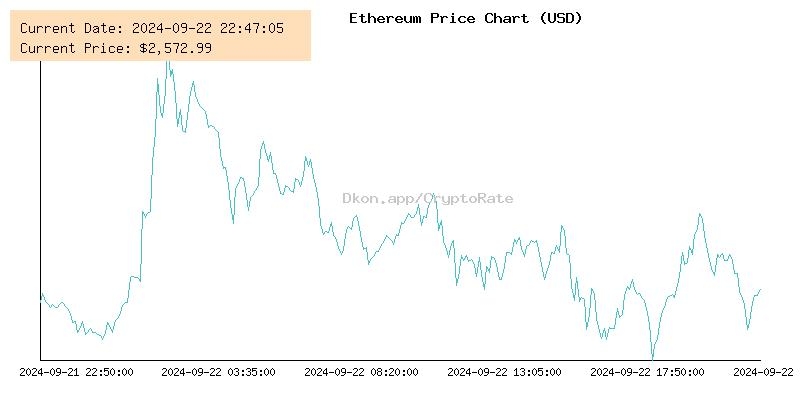 Ethereum Price Chart (USD)
Current Date: 2024-09-22 22:47:05
Current Price: $2,572.99
Dkon.app/CryptoRate
2024-09-21 22:50:00 2024-09-22 03:35:00 2024-09-22 08:20:00 2024-09-22 13:05:00 2024-09-22 17:50:00 2024-09-22